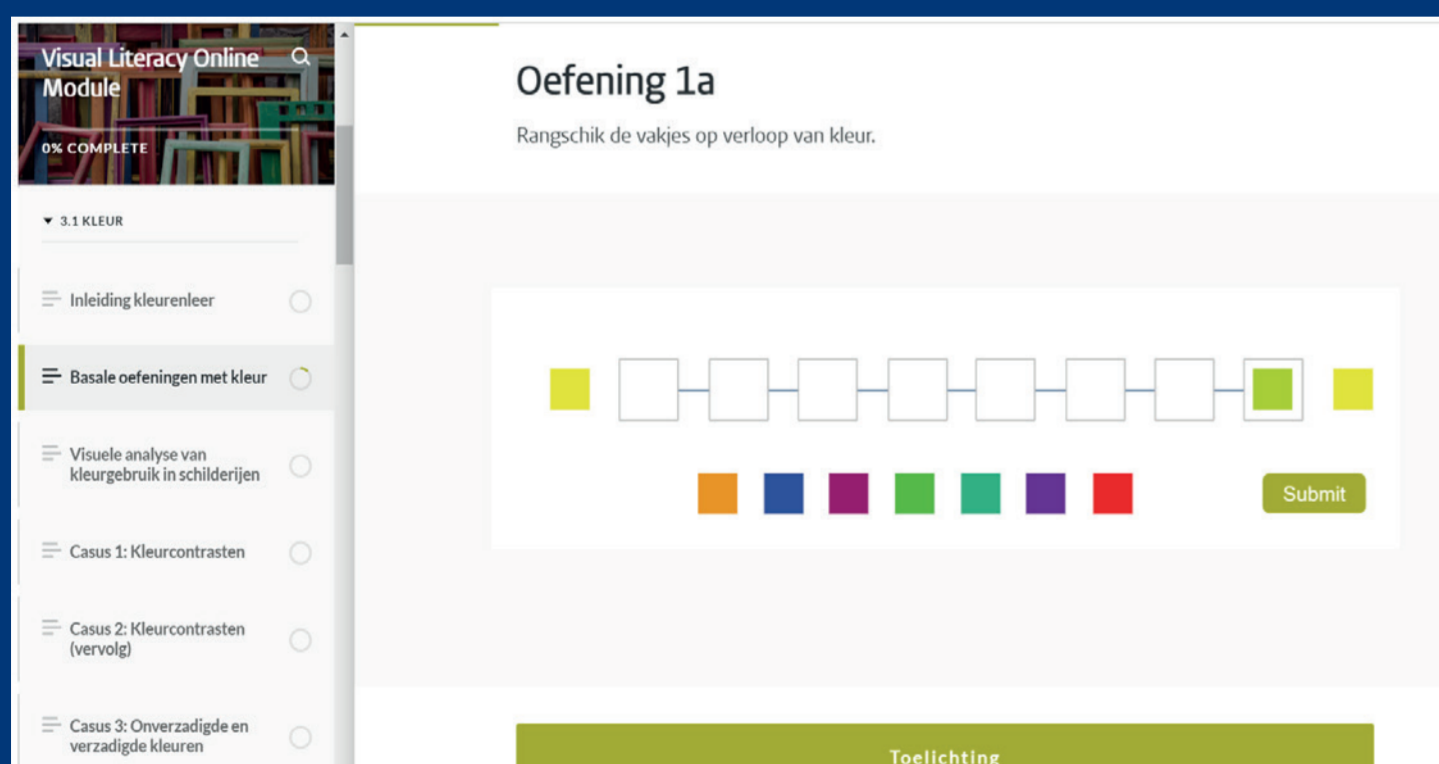 Visual Literacy Online
Module
0% COMPLETE
3.1 KLEUR
Inleiding kleurenleer
Basale oefeningen met kleur
Visuele analyse van
kleurgebruik in schilderijen
Casus 1: Kleurcontrasten
Casus 2: Kleurcontrasten
(vervolg)
Casus 3: Onverzadigde en
verzadigde kleuren
Oefening 1a
Rangschik de vakjes op verloop van kleur.
Submit
Toelichting